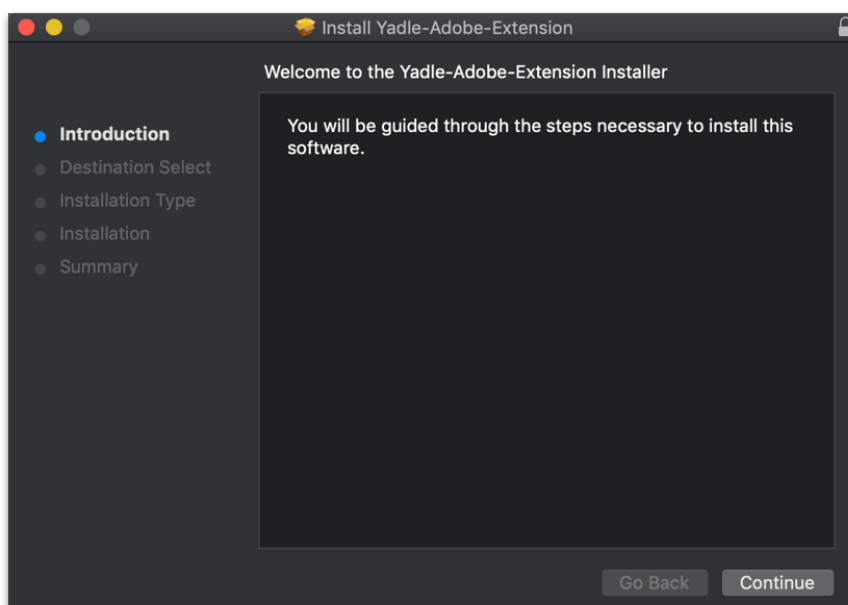 Install Yadle-Adobe-Extension
Welcome to the Yadle-Adobe-Extension Installer
Introduction
Destination Select
Installation Type
Installation
Summary
You will be guided through the steps necessary to install this
software.
Go Back
Continue